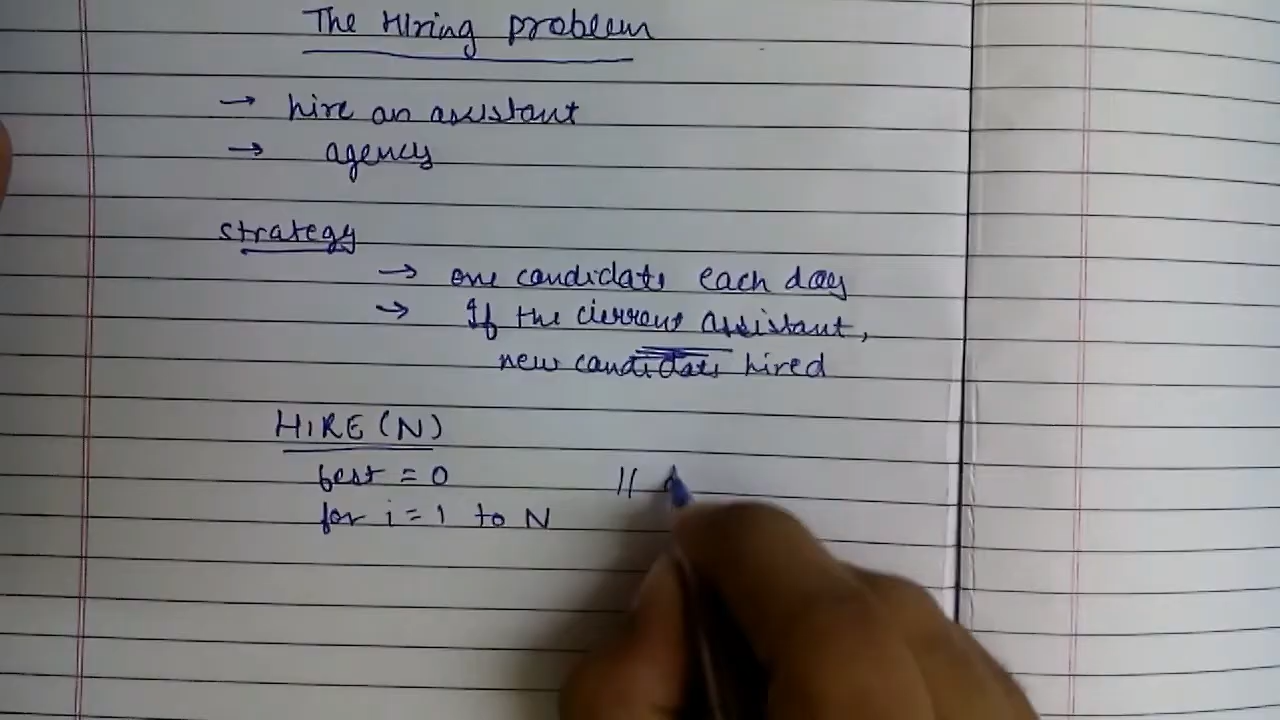 The Hiring problem
→ hire an assistant
→ agency
strategy
→ one candidate each day
→ If the current assistant,
new candidate hired
HIRE (N)
best = 0 //
for i = 1 to N